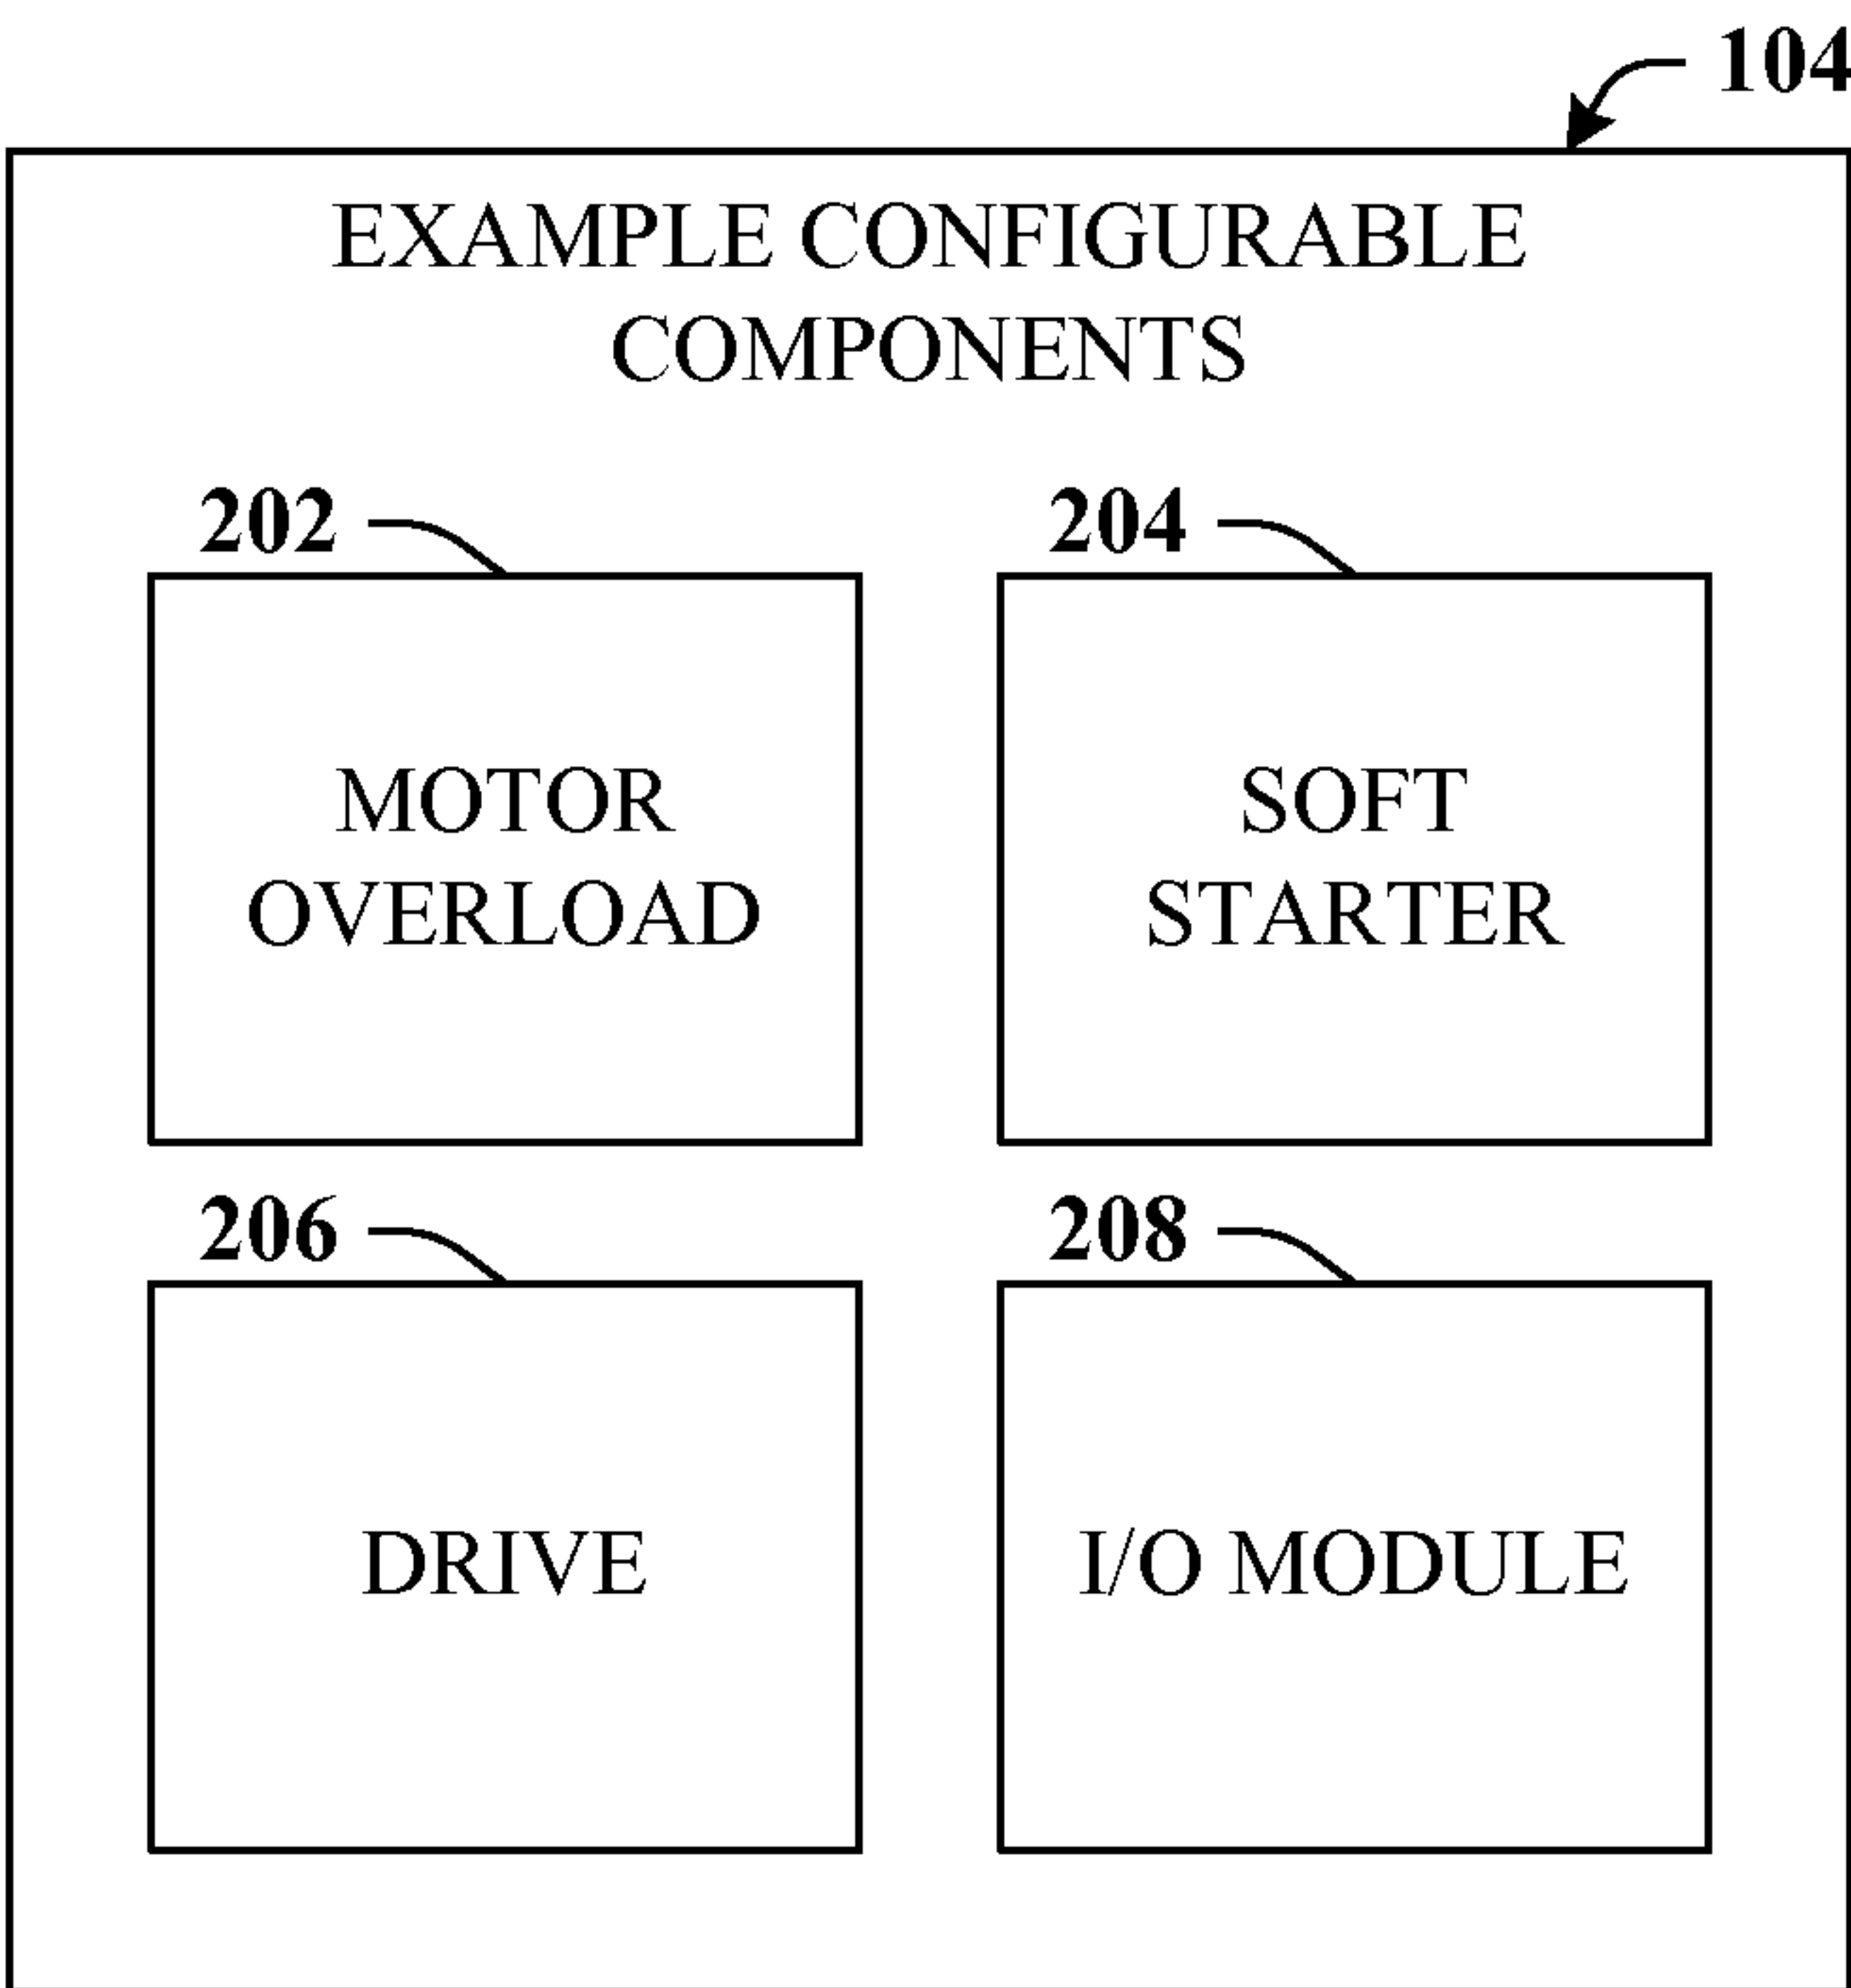 104
EXAMPLE CONFIGURABLE
COMPONENTS
202
204
MOTOR
OVERLOAD
SOFT
STARTER
206
208
DRIVE
I/O MODULE